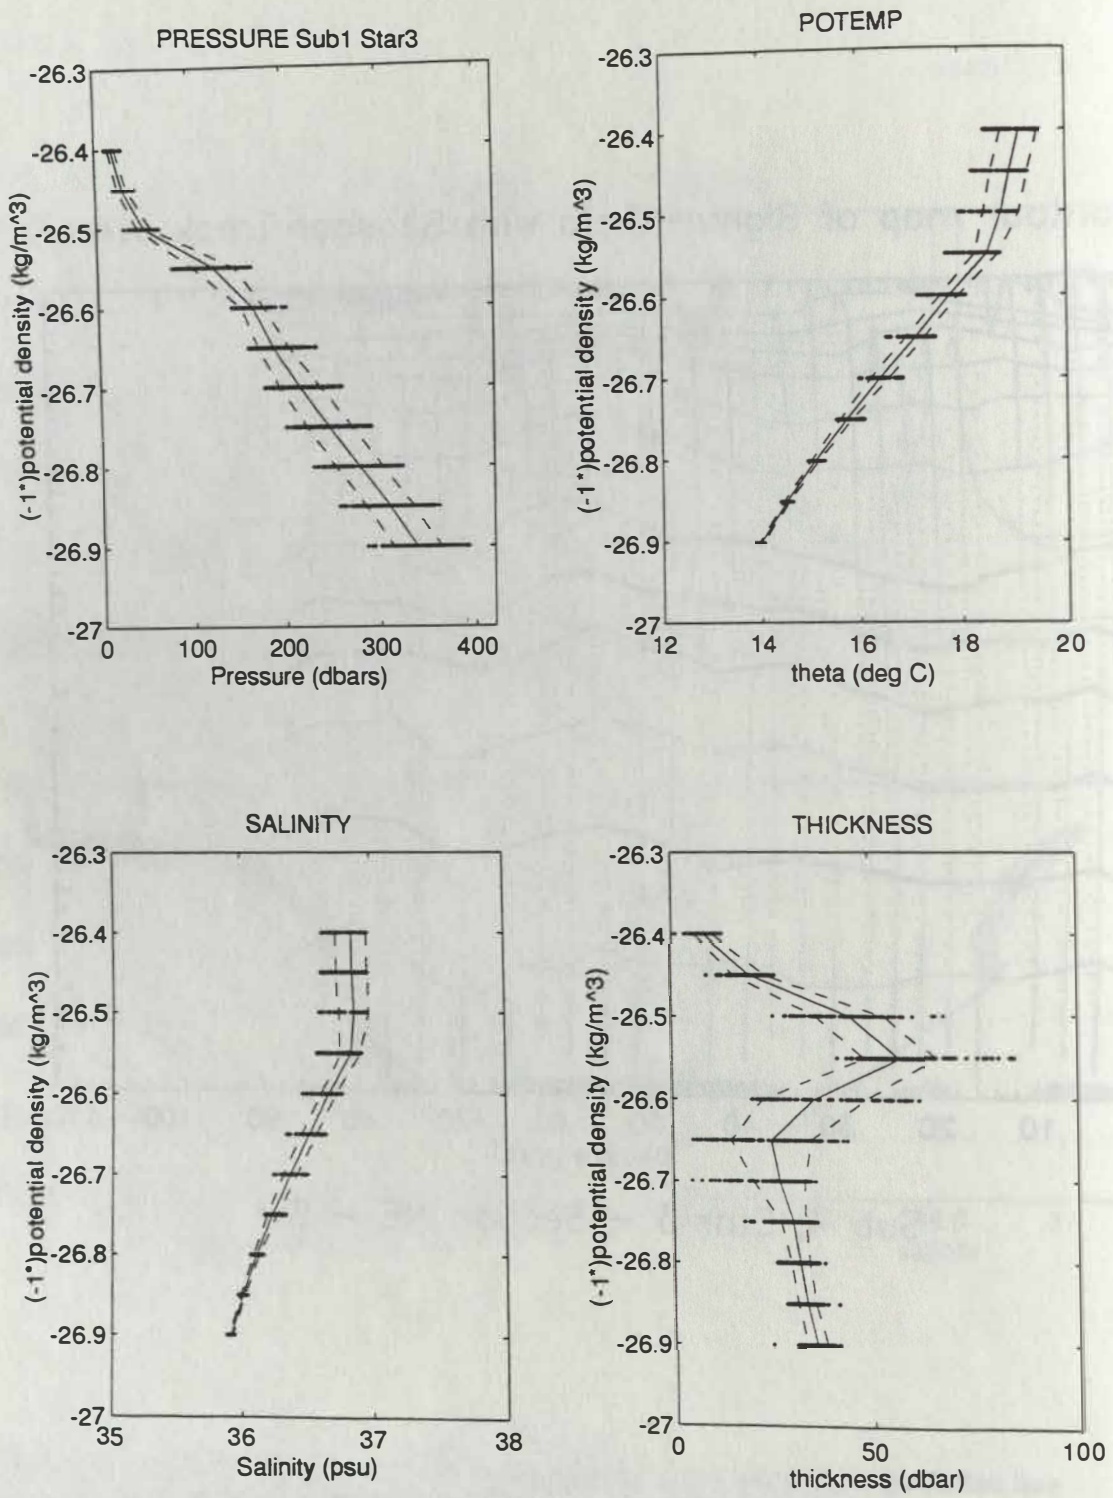 PRESSURE Sub1 Star3
-26.3
-26.4
-26.5
-26.6
-26.7
-26.8
-26.9
-27
(-1*)potential density (kg/m^3)
0 100 200 300 400
Pressure (dbars)
POTEMP
-26.3
-26.4
-26.5
-26.6
-26.7
-26.8
-26.9
-27
(-1*)potential density (kg/m^3)
12 14 16 18 20
theta (deg C)
SALINITY
-26.3
-26.4
-26.5
-26.6
-26.7
-26.8
-26.9
-27
(-1*)potential density (kg/m^3)
35 36 37 38
Salinity (psu)
THICKNESS
-26.3
-26.4
-26.5
-26.6
-26.7
-26.8
-26.9
-27
(-1*)potential density (kg/m^3)
0 50 100
thickness (dbar)